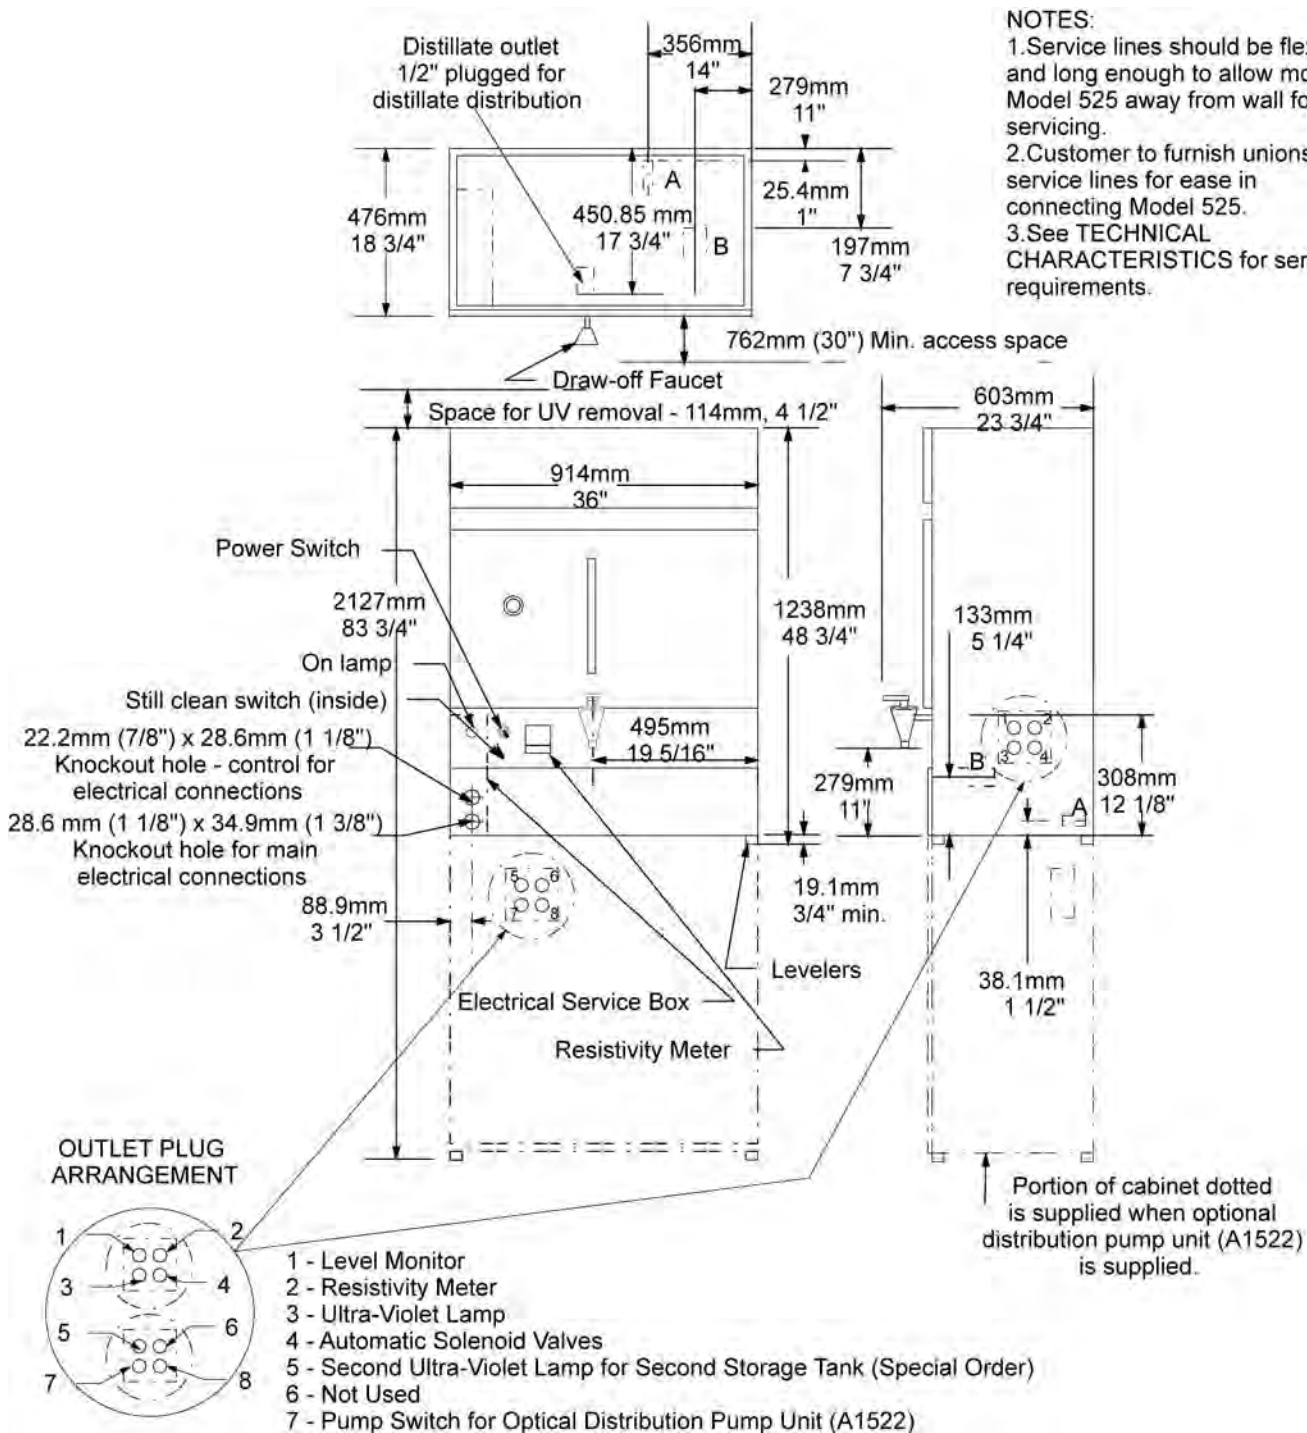 Distillate outlet
1/2" plugged for
distillate distribution
356mm
14"
279mm
11"
A
25.4mm
1"
476mm
18 3/4"
450.85 mm
17 3/4"
B
197mm
7 3/4"
NOTES:
1.Service lines should be
and long enough to allow
Model 525 away from wall
servicing.
2.Customer to furnish unions
service lines for ease in
connecting Model 525.
3.See TECHNICAL
CHARACTERISTICS for
requirements.
762mm (30") Min. access space
Draw-off Faucet
Space for UV removal - 114mm, 4 1/2"
603mm
23 3/4"
914mm
36"
Power Switch
2127mm
83 3/4"
1238mm
48 3/4"
133mm
5 1/4"
On lamp
Still clean switch (inside)
22.2mm (7/8") x 28.6mm (1 1/8")
Knockout hole - control for
electrical connections
28.6 mm (1 1/8") x 34.9mm (1 3/8")
Knockout hole for main
electrical connections
495mm
19 5/16"
1 2
3 4
B
279mm
11"
308mm
12 1/8"
A
5 6
7 8
88.9mm
3 1/2"
19.1mm
3/4" min.
Levelers
38.1mm
1 1/2"
Electrical Service Box
Resistivity Meter
OUTLET PLUG
ARRANGEMENT
1 2
3 4
5 6
7 8
1 - Level Monitor
2 - Resistivity Meter
3 - Ultra-Violet Lamp
4 - Automatic Solenoid Valves
5 - Second Ultra-Violet Lamp for Second Storage Tank (Special Order)
6 - Not Used
7 - Pump Switch for Optical Distribution Pump Unit (A1522)
Portion of cabinet dotted
is supplied when optional
distribution pump unit (A1522)
is supplied.